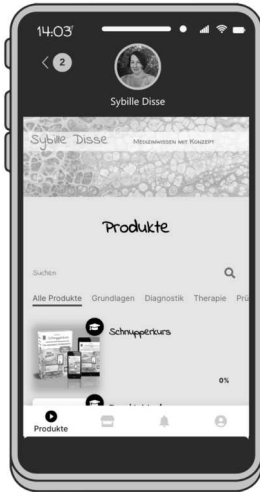 14:03
2
Sybille Disse
Sybille Disse MEDIZINWISSEN MIT KONZEPT
Produkte
Suchen
Alle Produkte Grundlagen Diagnostik Therapie Prü
Schnupperkurs
0%
Produkte